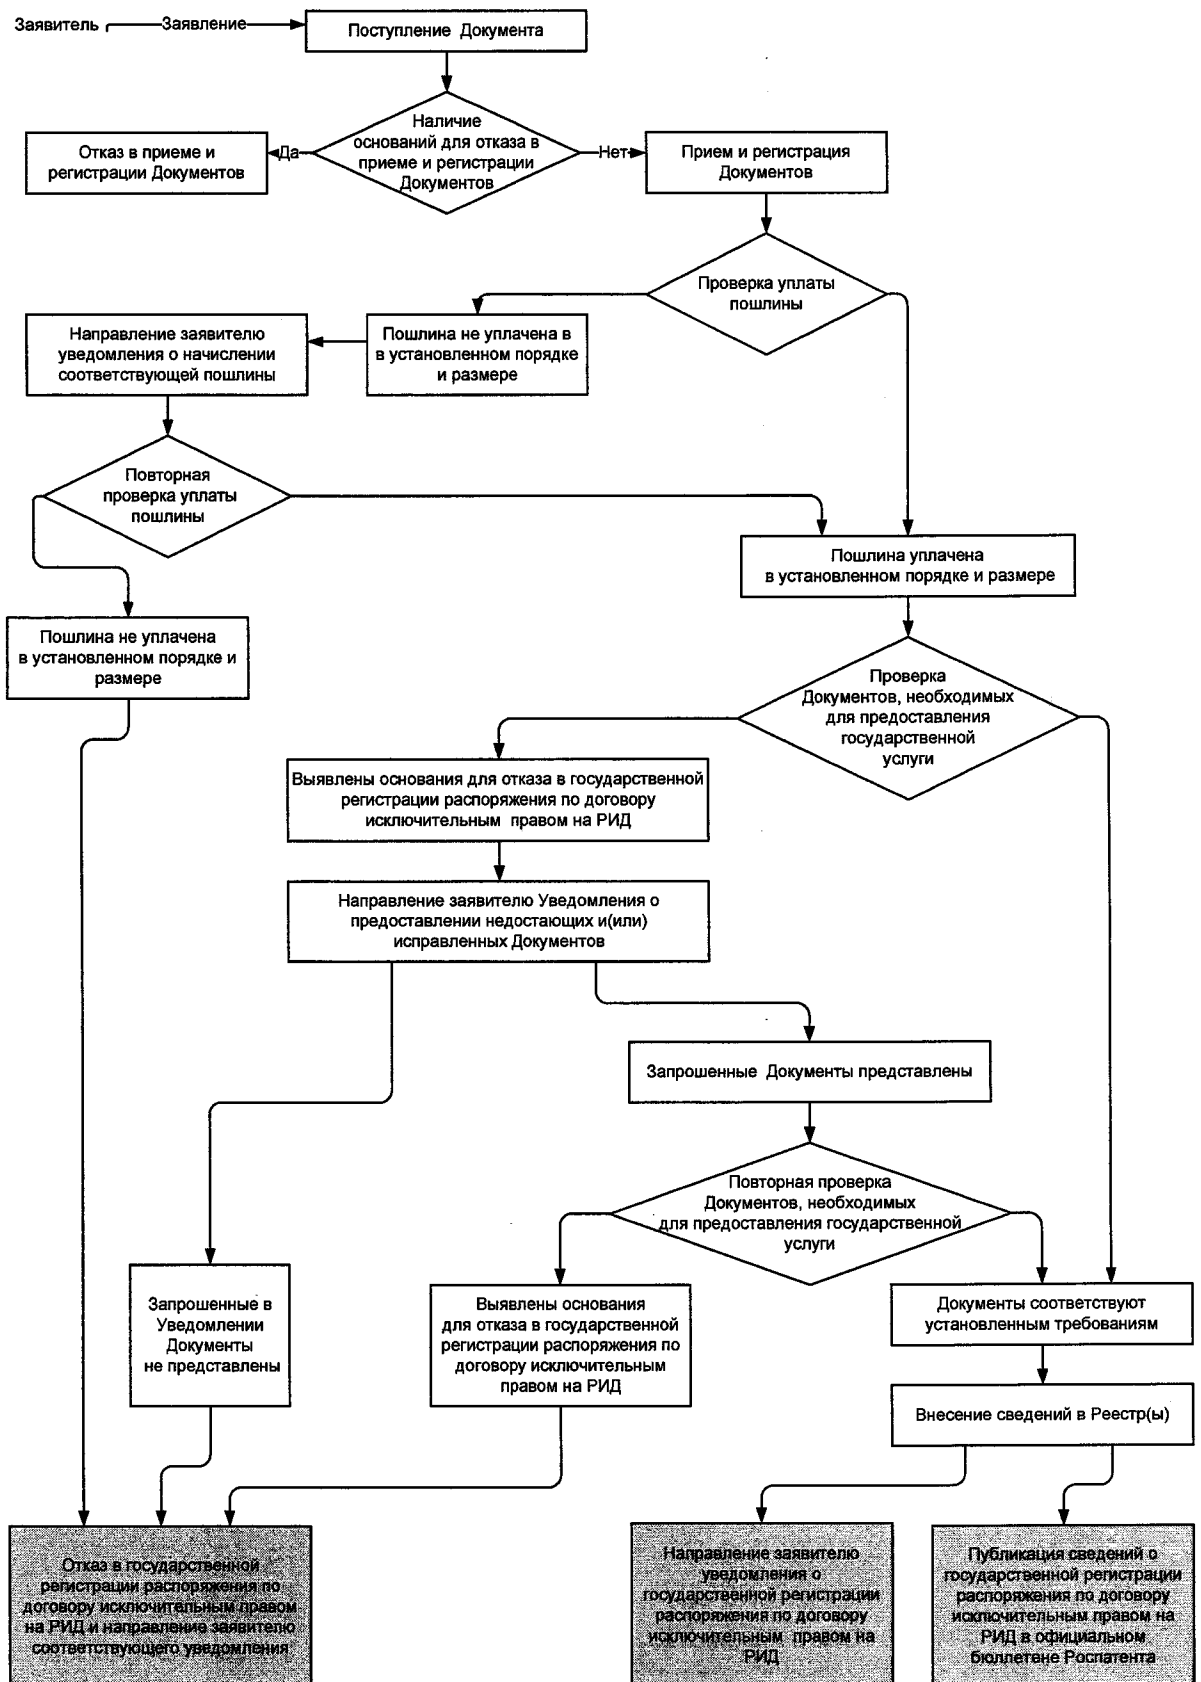 Заявитель
Заявление
Поступление Документа
Наличие
оснований для отказа в
приеме и регистрации
Документов
Да
Нет
Отказ в приеме и
регистрации Документов
Прием и регистрация
Документов
Проверка уплаты
пошлины
Направление заявителю
уведомления о начислении
соответствующей пошлины
Пошлина не уплачена в
в установленном порядке
и размере
Повторная
проверка уплаты
пошлины
Пошлина уплачена
в установленном порядке и размере
Пошлина не уплачена
в установленном порядке и
размере
Проверка
Документов, необходимых
для предоставления
государственной
услуги
Выявлены основания для отказа в государственной
регистрации распоряжения по договору
исключительным правом на РИД
Направление заявителю Уведомления о
предоставлении недостающих и(или)
исправленных Документов
Запрошенные Документы представлены
Повторная проверка
Документов, необходимых
для предоставления государственной
услуги
Запрошенные в
Уведомлении
Документы
не представлены
Выявлены основания
для отказа в государственной
регистрации распоряжения по
договору исключительным
правом на РИД
Документы соответствуют
установленным требованиям
Внесение сведений в Реестр(ы)
Отказ в государственной
регистрации распоряжения по
договору исключительным правом
на РИД и направление заявителю
соответствующего уведомления
Направление заявителю
уведомления о
государственной регистрации
распоряжения по договору
исключительным правом на
РИД
Публикация сведений о
государственной регистрации
распоряжения по договору
исключительным правом на
РИД в официальном
бюллетене Роспатента